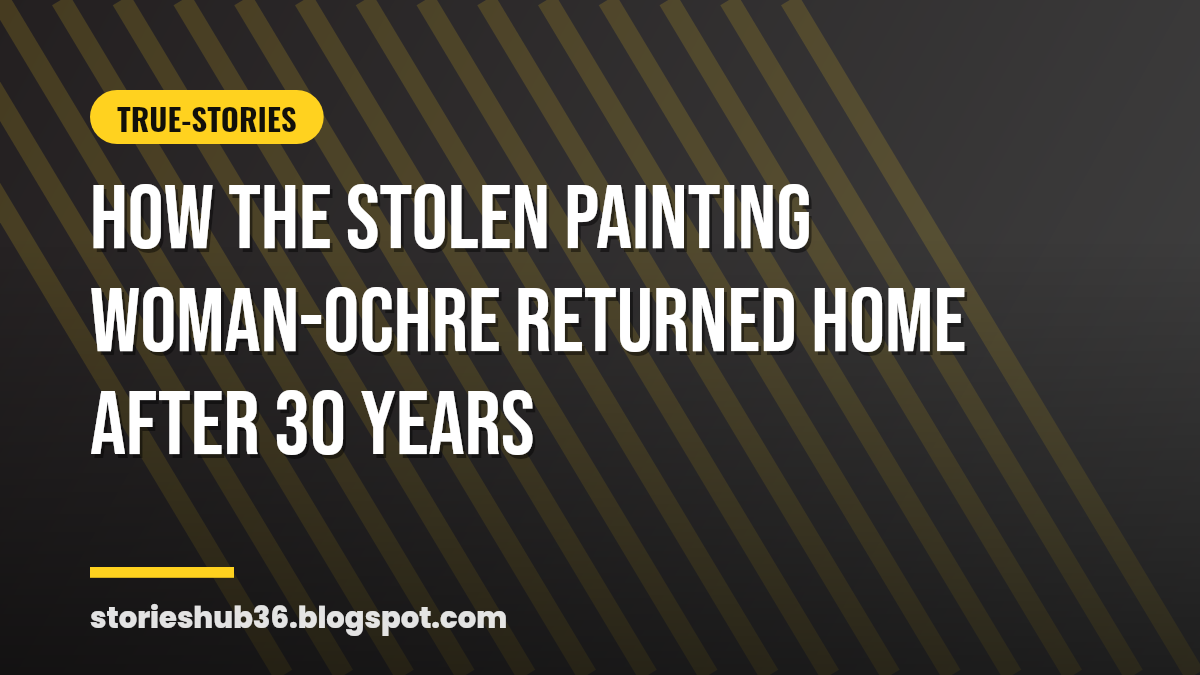 TRUE-STORIES
HOW THE STOLEN PAINTING
WOMAN-OCHRE RETURNED HOME
AFTER 30 YEARS
storieshub36.blogspot.com